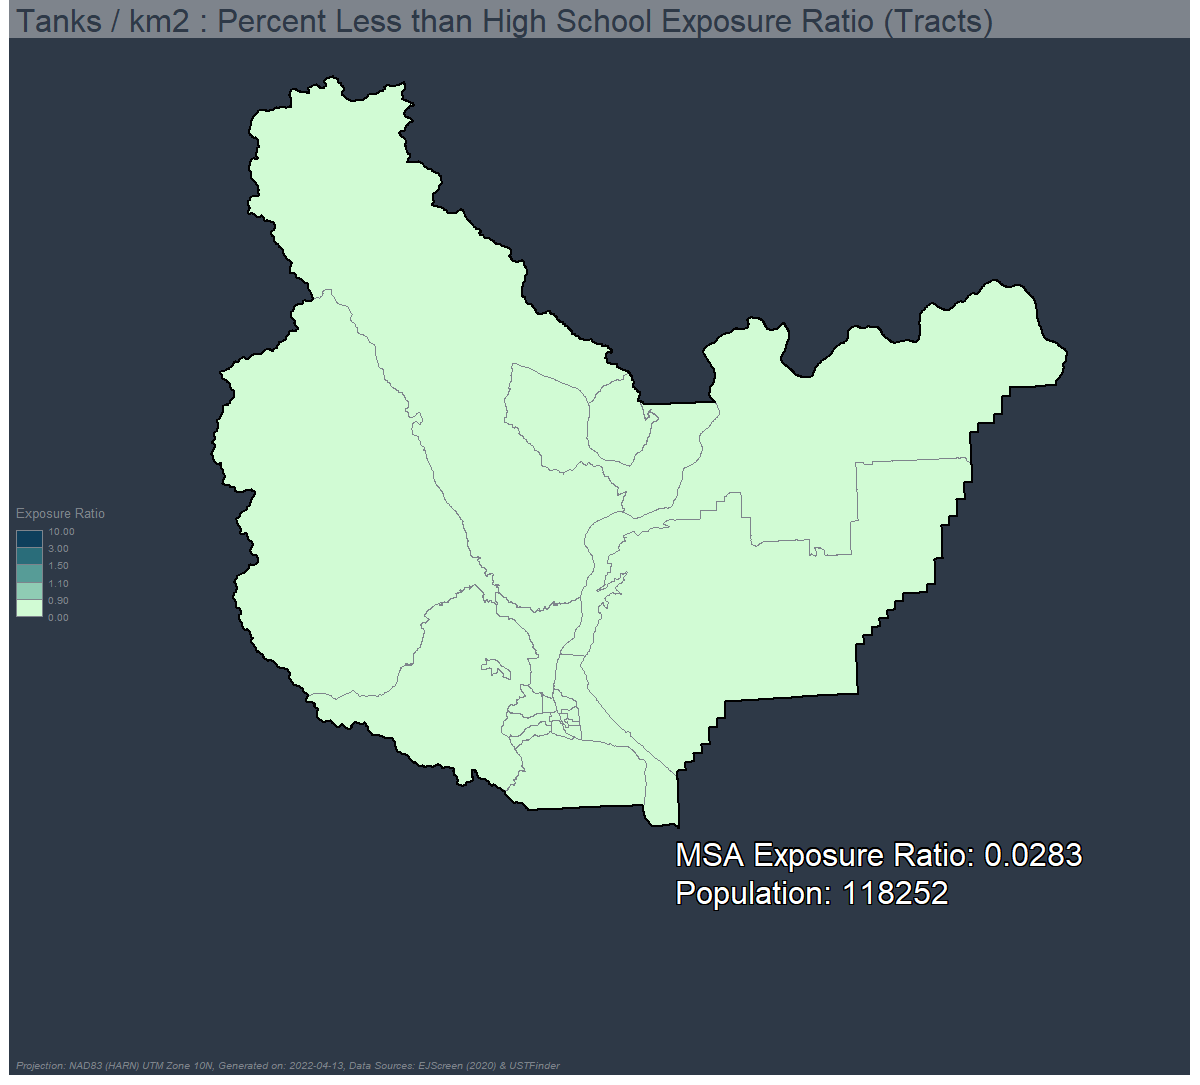 Tanks / km2 : Percent Less than High School Exposure Ratio (Tracts)
Exposure Ratio
10.00
3.00
1.50
1.10
0.90
0.00
MSA Exposure Ratio: 0.0283
Population: 118252
Projection: NAD83 (HARN) UTM Zone 10N, Generated on: 2022-04-13, Data Sources: EJScreen (2020) & USTFinder